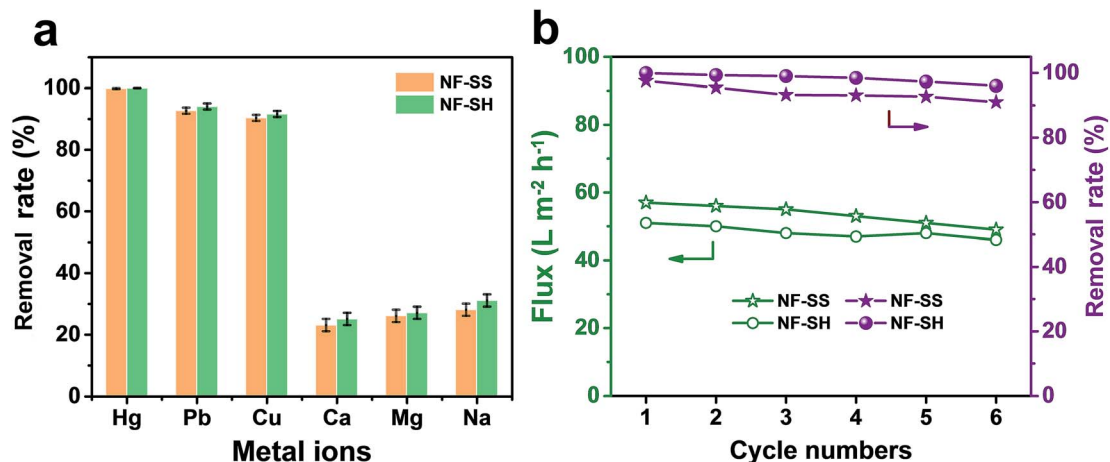 a
NF-SS
NF-SH
Removal rate (%)
100
80
60
40
20
0
Hg Pb Cu Ca Mg Na
Metal ions
b
Flux (L m⁻² h⁻¹)
100
80
60
40
20
0
NF-SS NF-SS
NF-SH NF-SH
100
80
60
40
20
0
Removal rate (%)
1 2 3 4 5 6
Cycle numbers